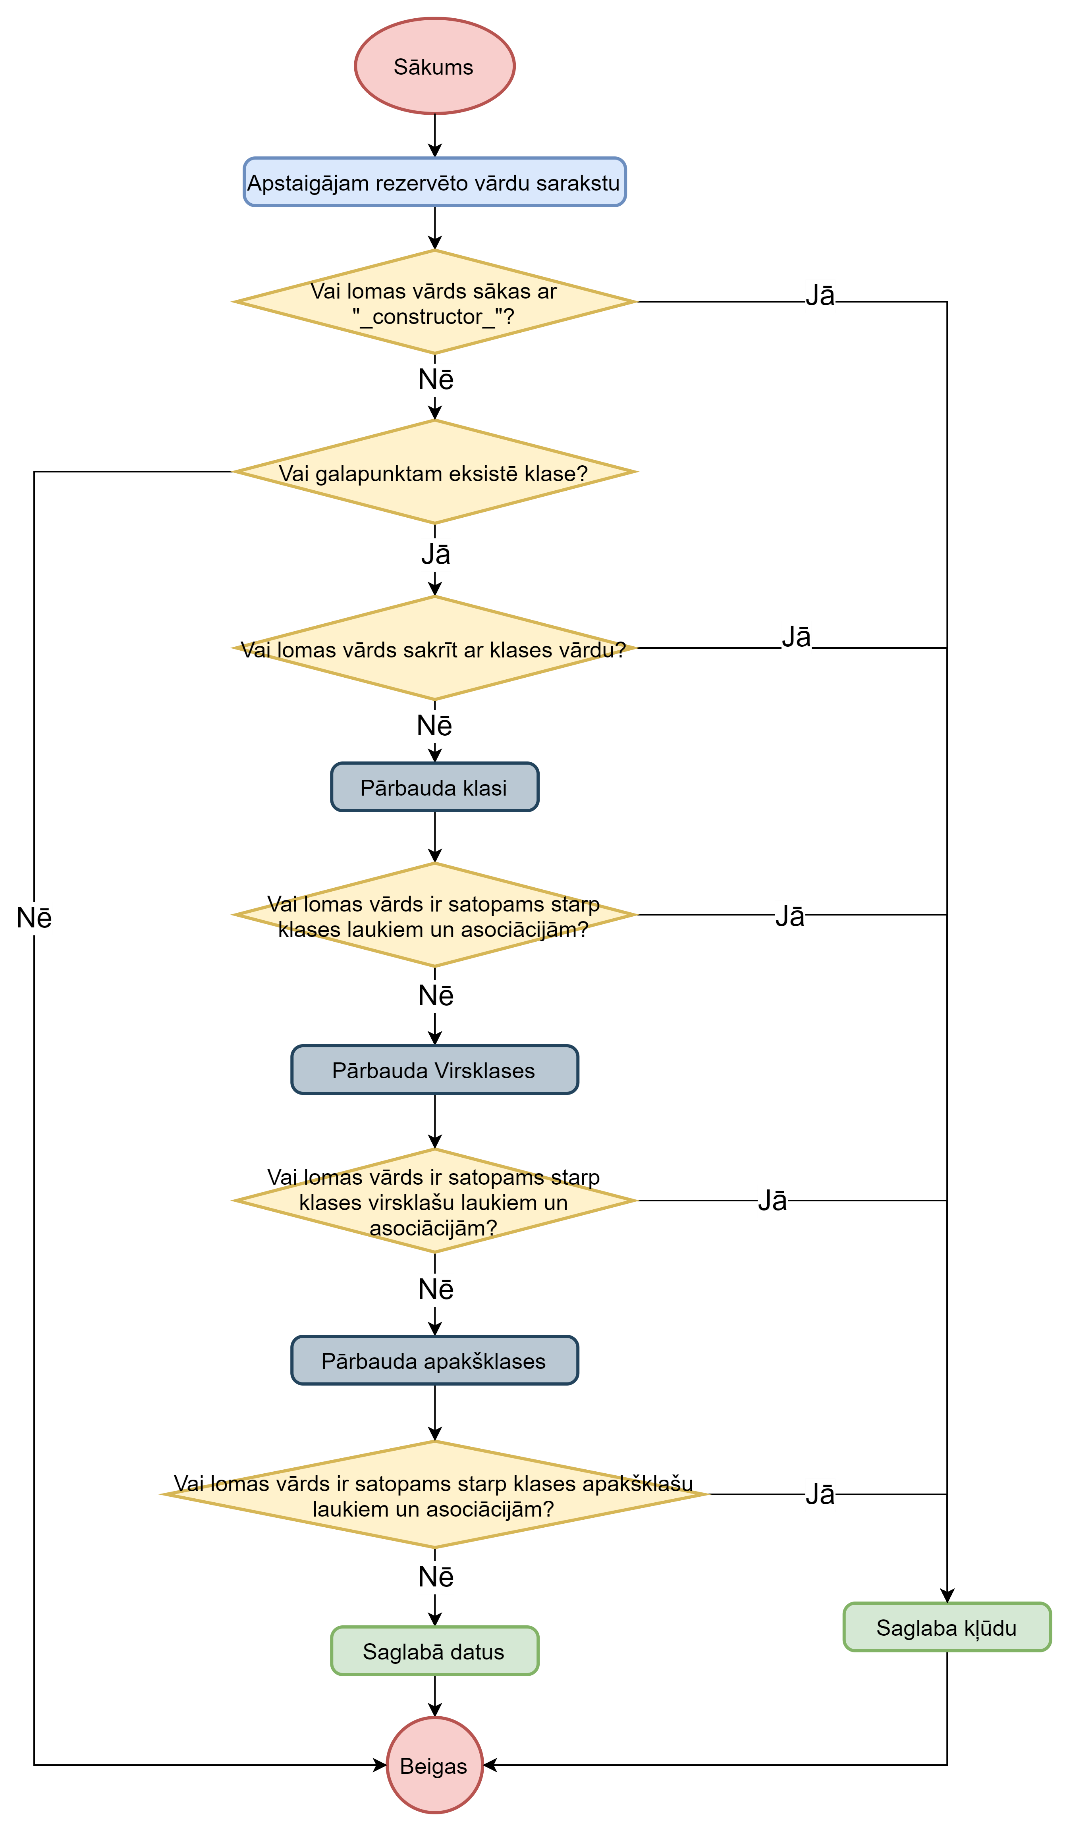 Sākums
Apstaigājam rezervēto vārdu sarakstu
Vai lomas vārds sākas ar
"_constructor_"?
Jā
Nē
Vai galapunktam eksistē klase?
Jā
Vai lomas vārds sakrīt ar klases vārdu?
Jā
Nē
Pārbauda klasi
Vai lomas vārds ir satopams starp
klases laukiem un asociācijām?
Jā
Nē
Nē
Pārbauda Virsklases
Vai lomas vārds ir satopams starp
klases virsklašu laukiem un
asociācijām?
Jā
Nē
Pārbauda apakšklases
Vai lomas vārds ir satopams starp klases apakšklašu
laukiem un asociācijām?
Jā
Nē
Saglabā datus
Saglaba kļūdu
Beigas